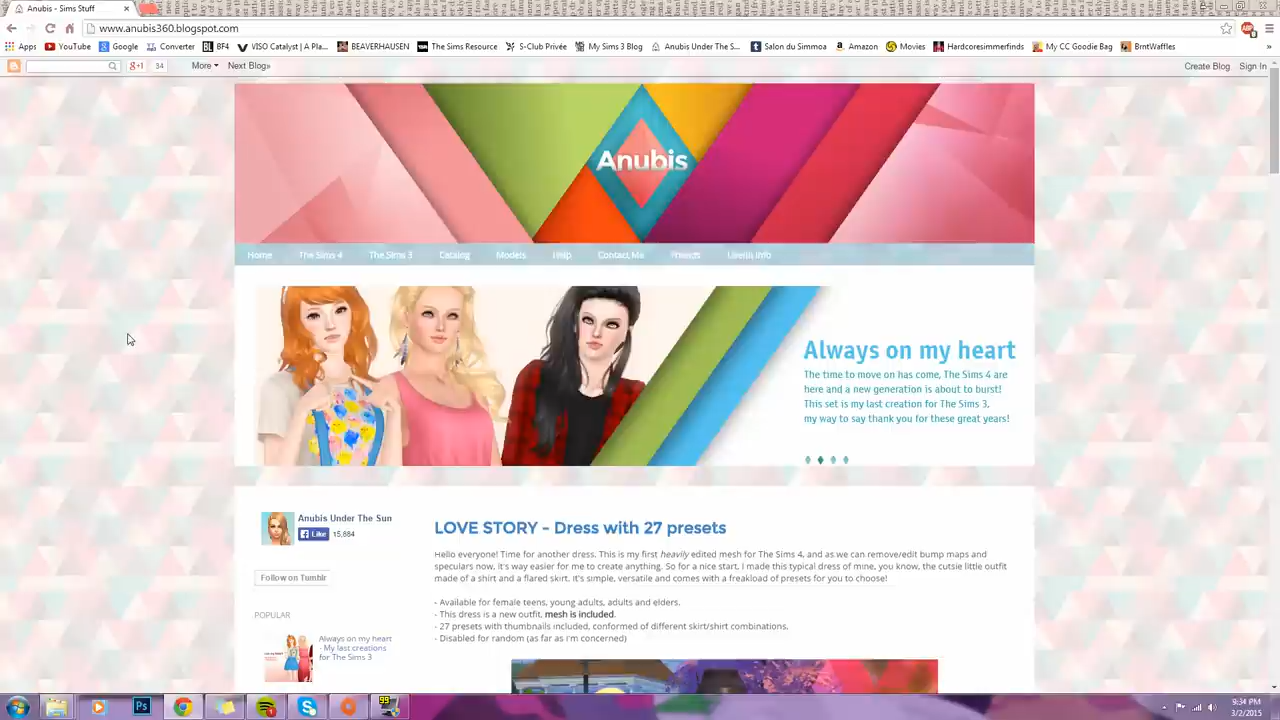 Anubis - Sims Stuff
www.anubis360.blogspot.com
Apps YouTube Google Converter BF4 VISO Catalyst | A Pla... BEAVERHAUSEN The Sims Resource S-Club Privée My Sims 3 Blog Anubis Under The S... Salon du Simmoa Amazon Movies Hardcoresimmerfinds My CC Goodie Bag BrntWaffles
g+1 34 More Next Blog» Create Blog Sign In
Anubis
Home The Sims 4 The Sims 3 Catalog Models Help Contact Me Friends Useful Info
Always on my heart
The time to move on has come, The Sims 4 are
here and a new generation is about to burst!
This set is my last creation for The Sims 3,
my way to say thank you for these great years!
Anubis Under The Sun
Like 15,884
Follow on Tumblr
POPULAR
Always on my heart
- My last creations
for The Sims 3
LOVE STORY - Dress with 27 presets
Hello everyone! Time for another dress. This is my first heavily edited mesh for The Sims 4, and as we can remove/edit bump maps and
speculars now, it's way easier for me to create anything. So for a nice start, I made this typical dress of mine, you know, the cutsie little outfit
made of a shirt and a flared skirt. It's simple, versatile and comes with a freakload of presets for you to choose!
- Available for female teens, young adults, adults and elders.
- This dress is a new outfit, mesh is included.
- 27 presets with thumbnails included, conformed of different skirt/shirt combinations.
- Disabled for random (as far as i'm concerned)
Ps
99
9:34 PM
3/2/2015